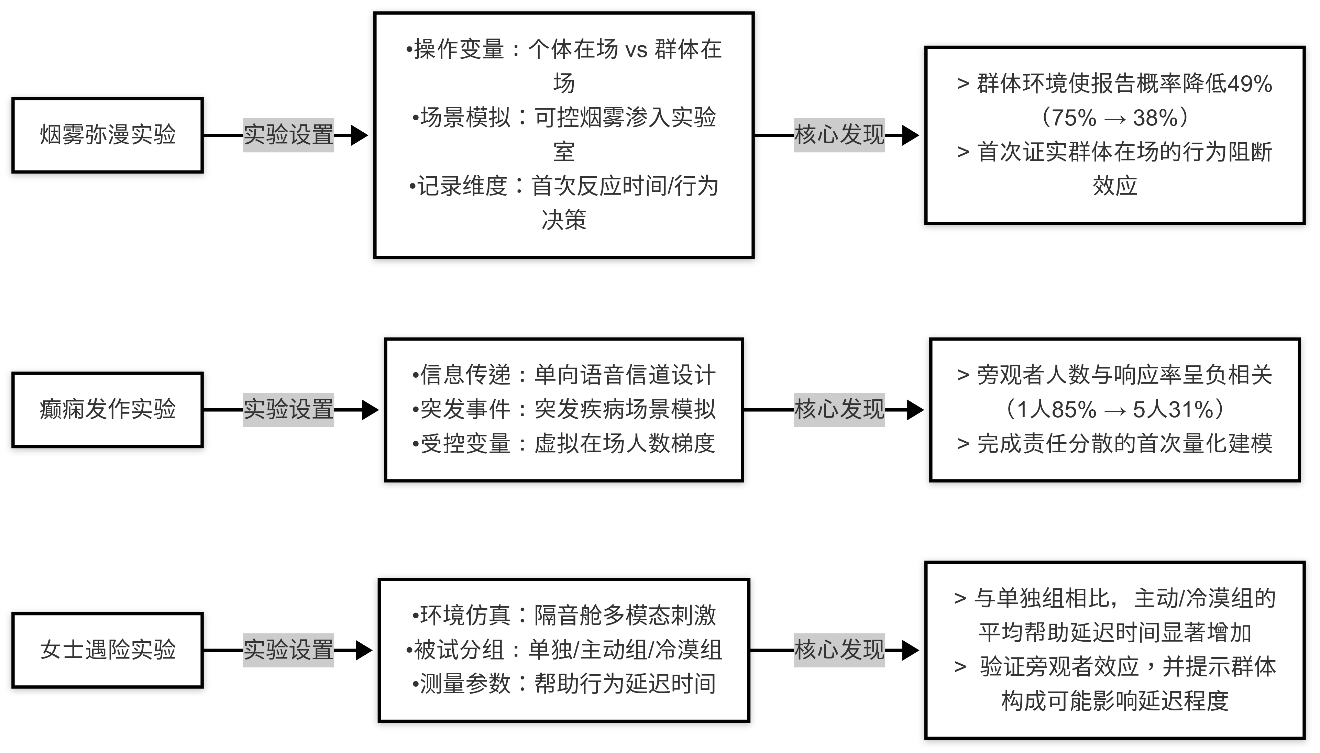 烟雾弥漫实验
实验设置
•操作变量：个体在场 vs 群体在
场
•场景模拟：可控烟雾渗入实验
室
•记录维度：首次反应时间/行为
决策
核心发现
> 群体环境使报告概率降低49%
（75% → 38%）
> 首次证实群体在场的行为阻断
效应
癫痫发作实验
实验设置
•信息传递：单向语音信道设计
•突发事件：突发疾病场景模拟
•受控变量：虚拟在场人数梯度
核心发现
> 旁观者人数与响应率呈负相关
（1人85% → 5人31%）
> 完成责任分散的首次量化建模
女士遇险实验
实验设置
•环境仿真：隔音舱多模态刺激
•被试分组：单独/主动组/冷漠组
•测量参数：帮助行为延迟时间
核心发现
> 与单独组相比，主动/冷漠组的
平均帮助延迟时间显著增加
> 验证旁观者效应，并提示群体
构成可能影响延迟程度